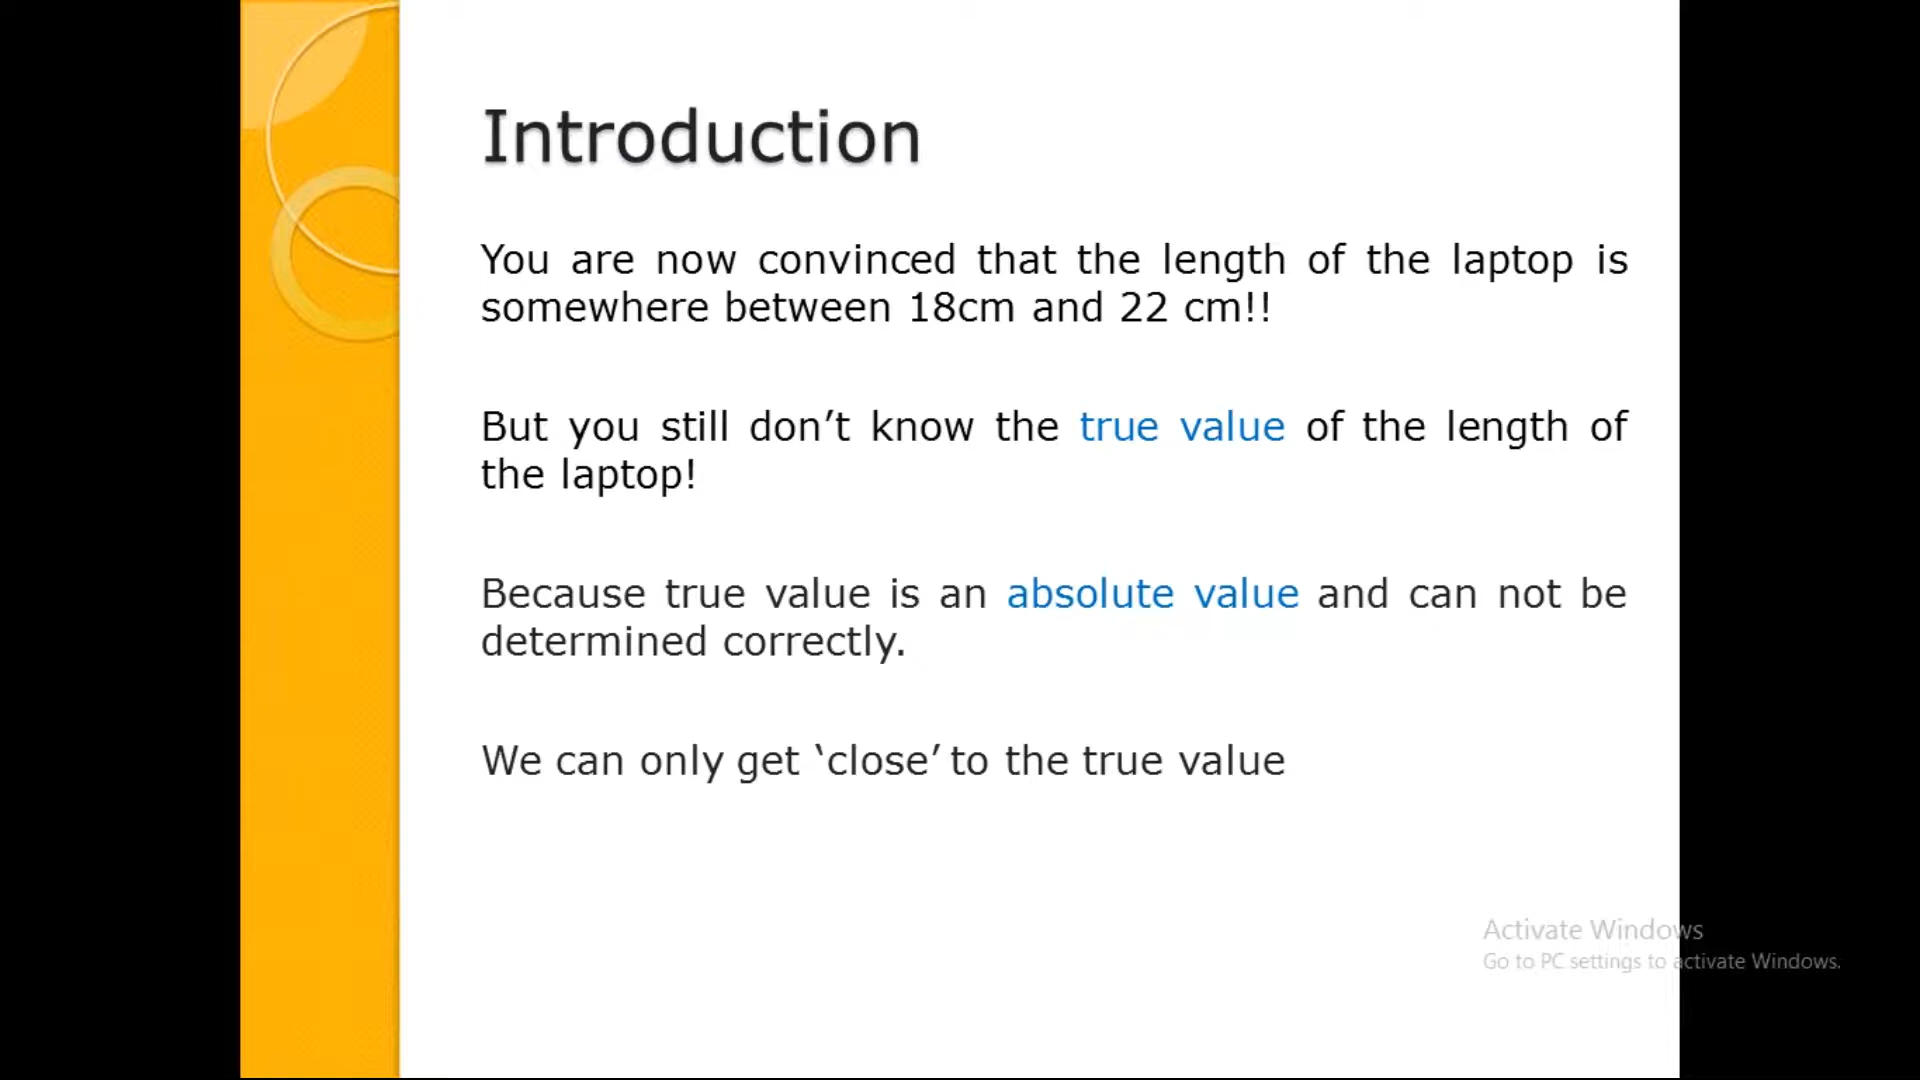 Introduction
You are now convinced that the length of the laptop is
somewhere between 18cm and 22 cm!!
But you still don’t know the true value of the length of
the laptop!
Because true value is an absolute value and can not be
determined correctly.
We can only get ‘close’ to the true value
Activate Windows
Go to PC settings to activate Windows.